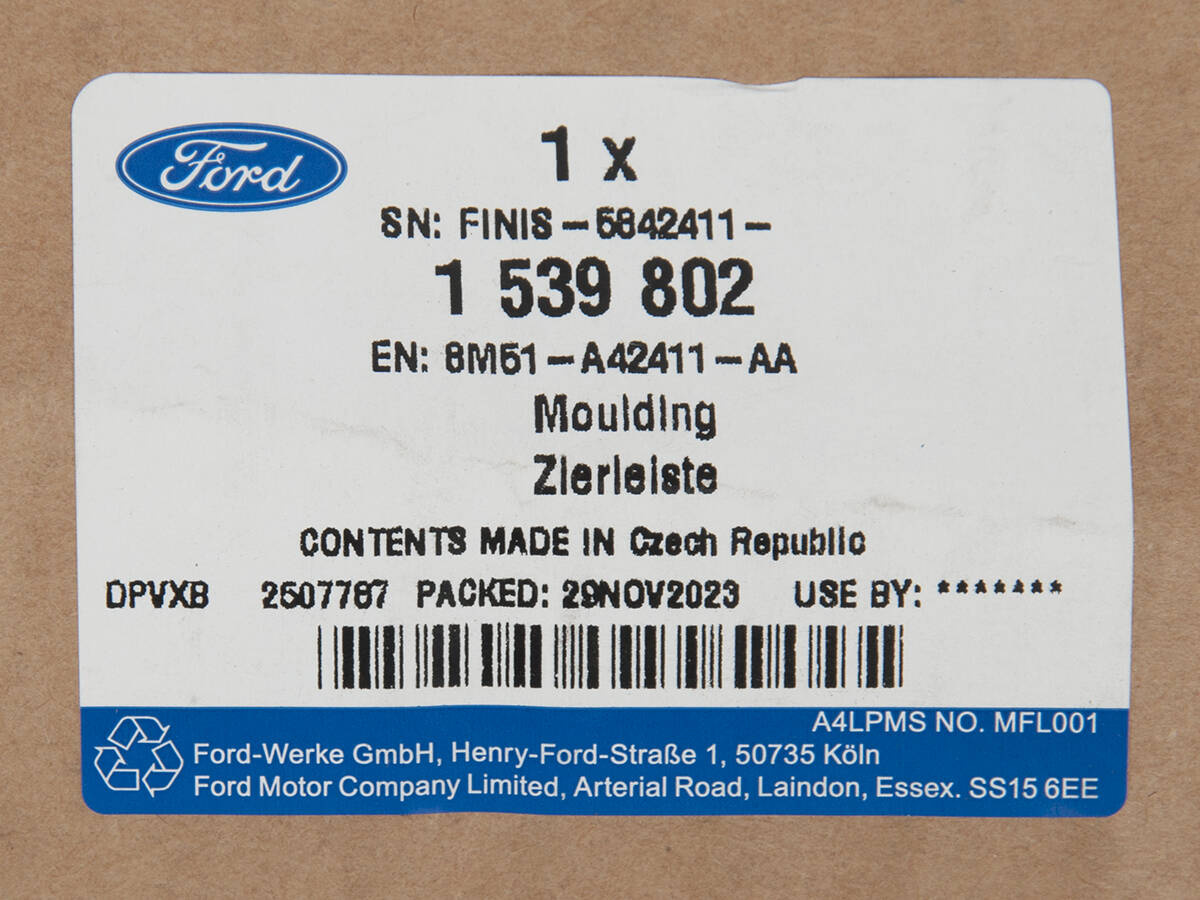 Ford
1 x
SN: FINIS-5842411-
1 539 802
EN: 8M51-A42411-AA
Moulding
Zierleiste
CONTENTS MADE IN Czech Republic
DPVXB 2507787 PACKED: 29NOV2023 USE BY: *******
A4LPMS NO. MFL001
Ford-Werke GmbH, Henry-Ford-Straße 1, 50735 Köln
Ford Motor Company Limited, Arterial Road, Laindon, Essex. SS15 6EE